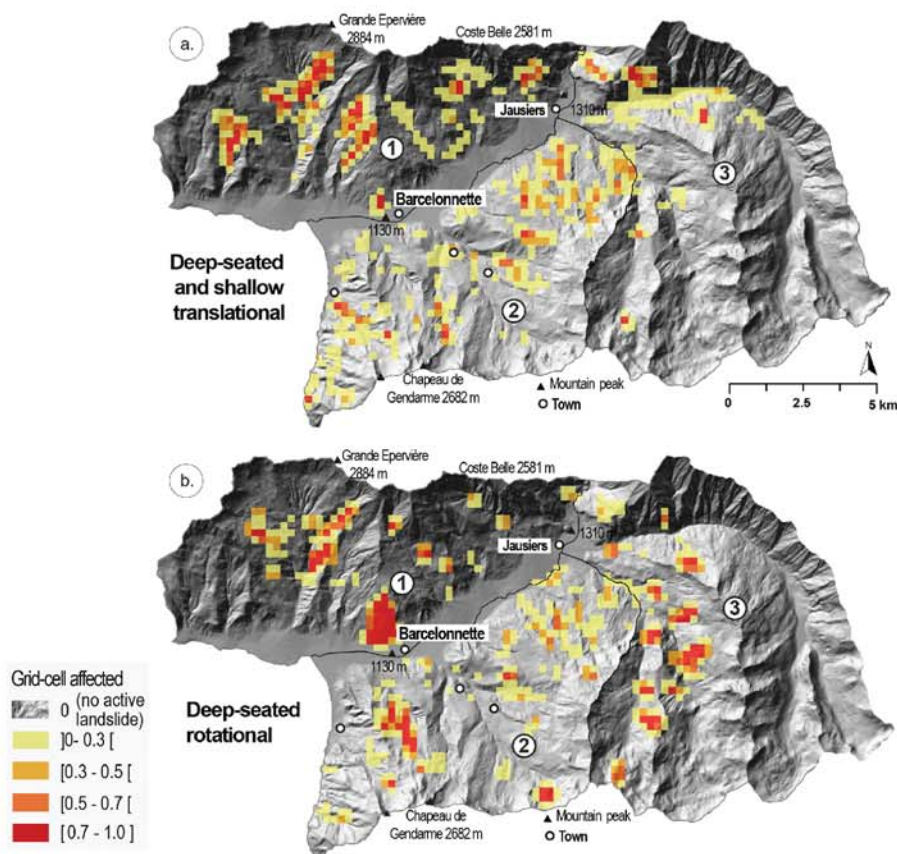 a.
Grande Epervière
2884 m
Coste Belle 2581 m
Jausiers
1310 m
1
3
Barcelonnette
1130 m
Deep-seated
and shallow
translational
2
Chapeau de
Gendarme 2682 m
Mountain peak
Town
N
0 2.5 5 km
b.
Grande Epervière
2884 m
Coste Belle 2581 m
1310 m
Jausiers
1
3
Barcelonnette
1130 m
Deep-seated
rotational
2
Chapeau de
Gendarme 2682 m
Mountain peak
Town
Grid-cell affected
0 (no active
landslide)
]0- 0.3 [
[0.3 - 0.5 [
[0.5 - 0.7 [
[0.7 - 1.0 ]